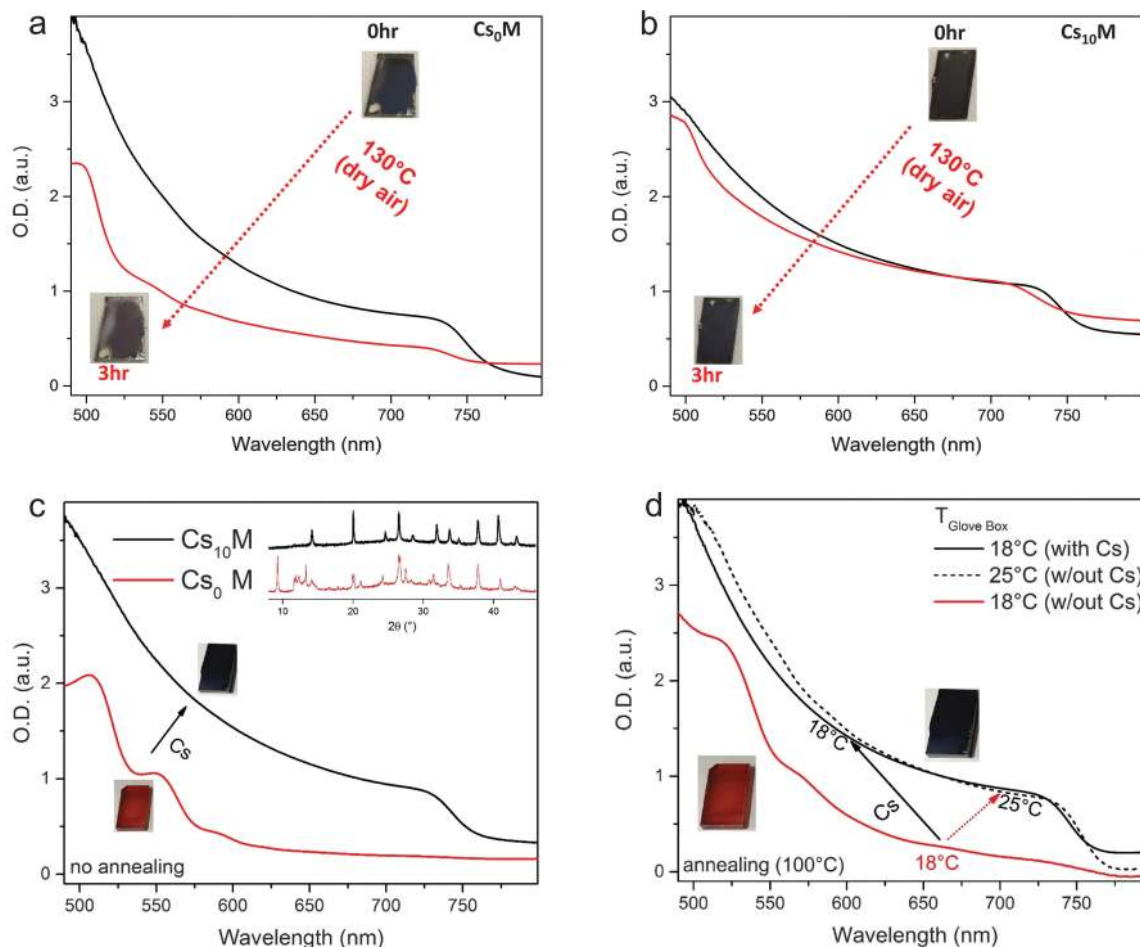 a
0hr
Cs₀M
130°C
(dry air)
3hr
O.D. (a.u.)
0
1
2
3
500
550
600
650
700
750
Wavelength (nm)
b
0hr
Cs₁₀M
130°C
(dry air)
3hr
O.D. (a.u.)
0
1
2
3
500
550
600
650
700
750
Wavelength (nm)
c
Cs₁₀M
Cs₀ M
10
20
30
40
2θ (°)
Cs
no annealing
O.D. (a.u.)
0
1
2
3
500
550
600
650
700
750
Wavelength (nm)
d
T Glove Box
18°C (with Cs)
25°C (w/out Cs)
18°C (w/out Cs)
18°C
Cs
25°C
18°C
annealing (100°C)
O.D. (a.u.)
0
1
2
3
500
550
600
650
700
750
Wavelength (nm)